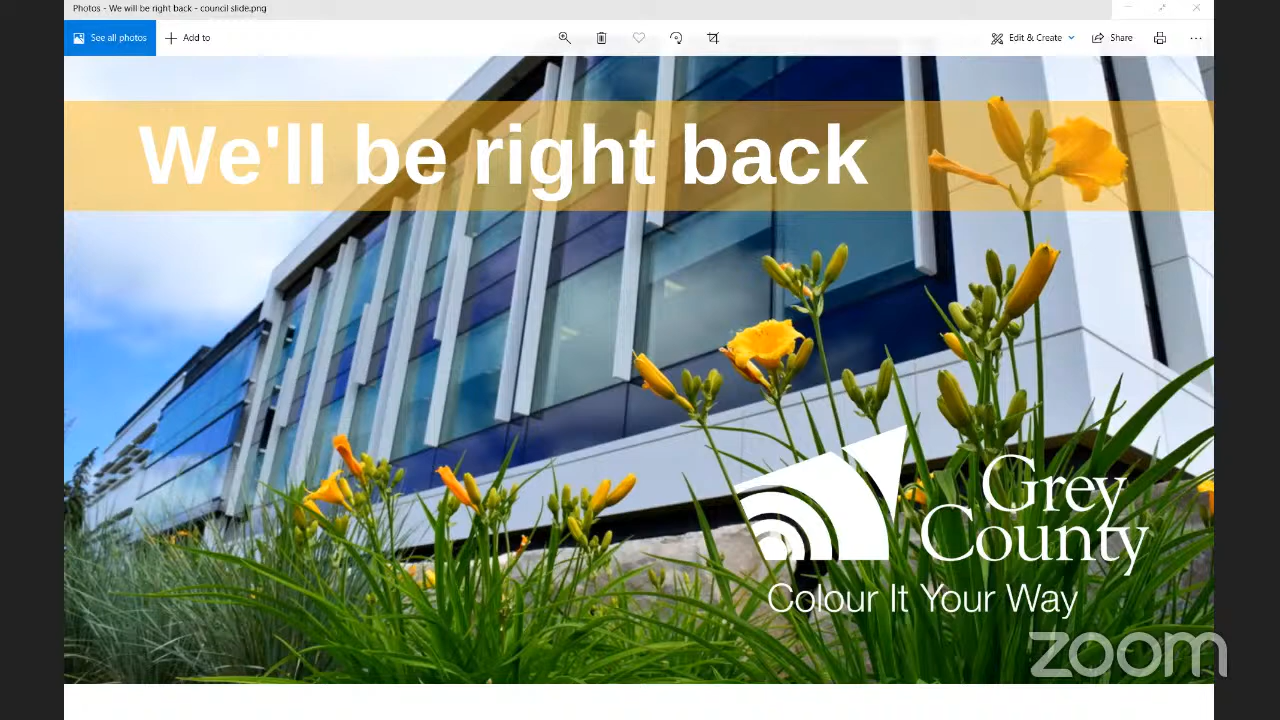 Photos - We will be right back - council slide.png
See all photos
Add to
Edit & Create
Share
We'll be right back
Grey
County
Colour It Your Way
zoom